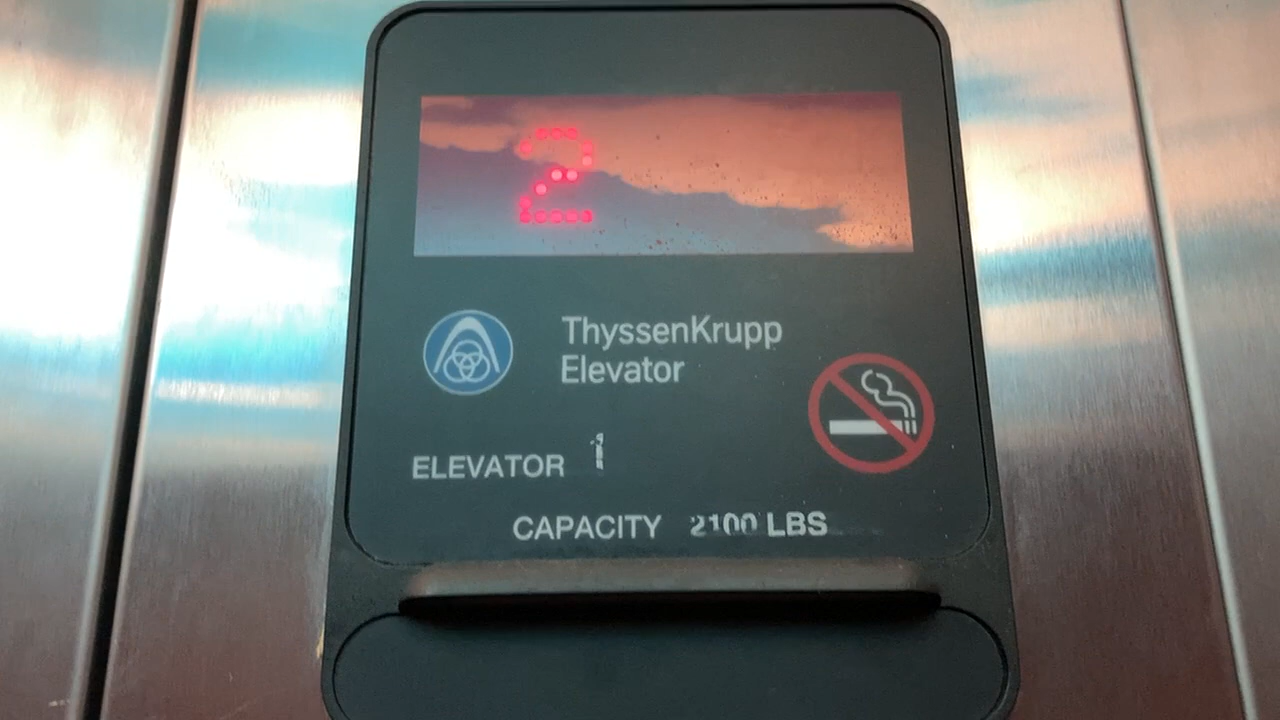 2
ThyssenKrupp
Elevator
ELEVATOR 1
CAPACITY 2100 LBS